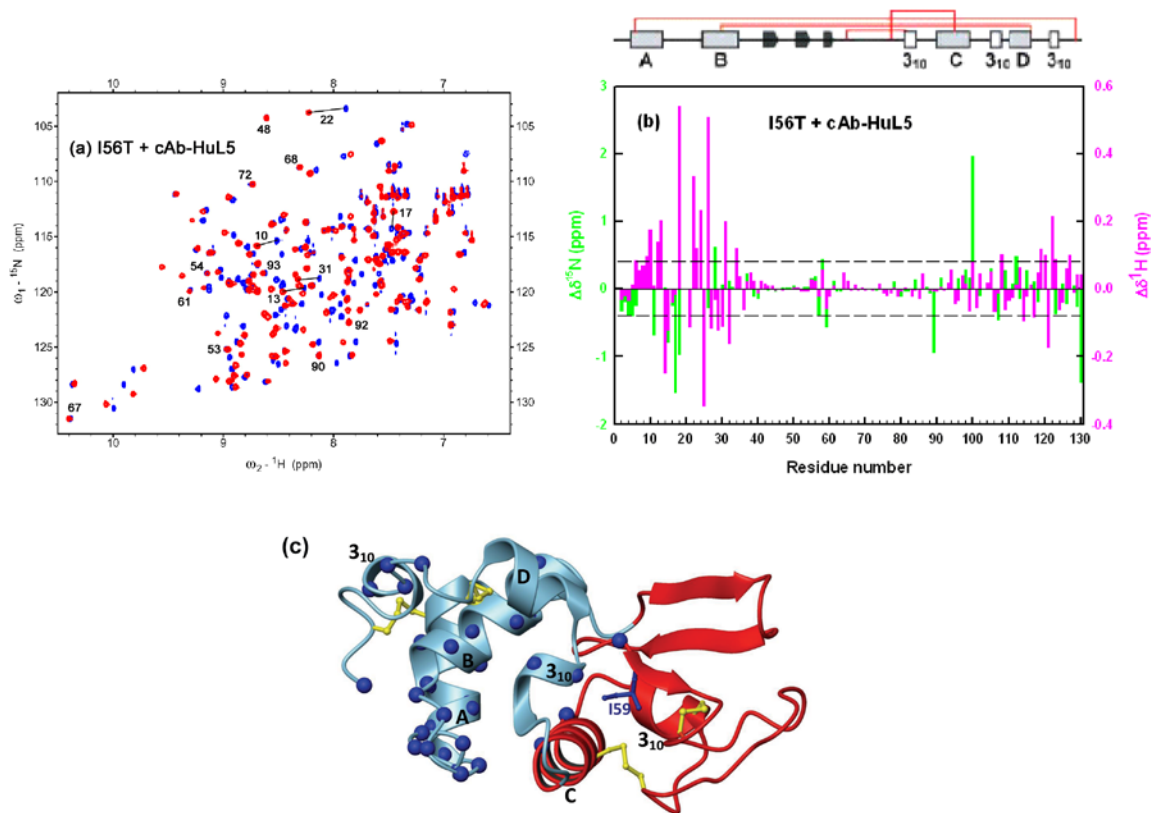 A B 3₁₀ C 3₁₀ D 3₁₀
10 9 8 7
(a) I56T + cAb-HuL5
105
110
115
120
125
130
ω₁ - ¹⁵N (ppm)
48
22
68
72
17
10
54
93
31
61
13
92
53
90
67
10 9 8 7
ω₂ - ¹H (ppm)
(b) I56T + cAb-HuL5
3
2
1
0
-1
-2
Δδ¹⁵N (ppm)
0.6
0.4
0.2
0.0
-0.2
-0.4
Δδ¹H (ppm)
0 10 20 30 40 50 60 70 80 90 100 110 120 130
Residue number
(c)
3₁₀
D
B
3₁₀
A
I59
3₁₀
C